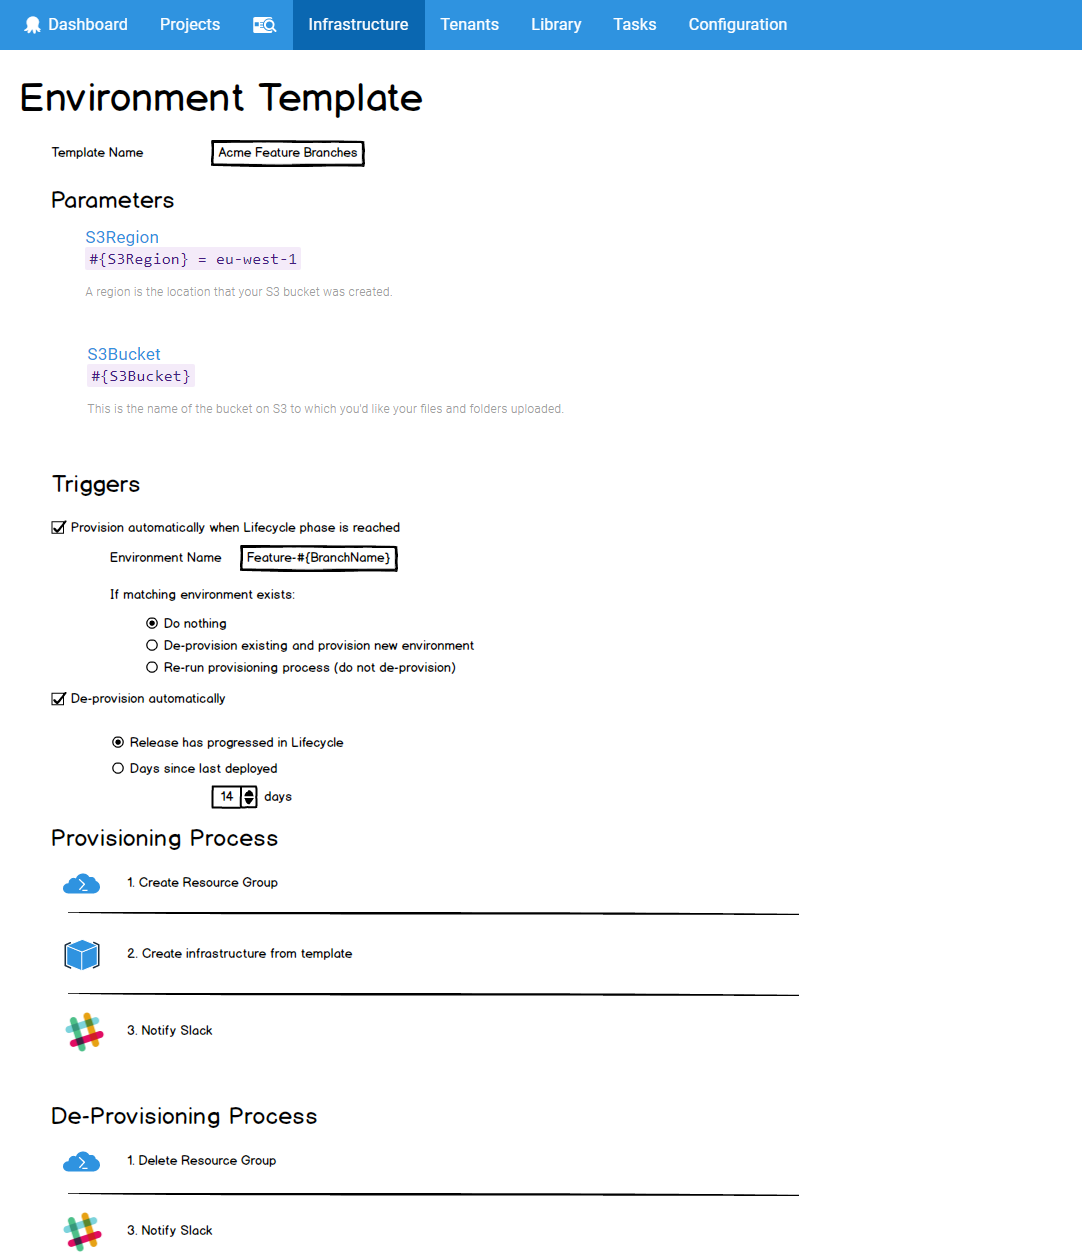 Dashboard Projects Infrastructure Tenants Library Tasks Configuration
Environment Template
Template Name Acme Feature Branches
Parameters
S3Region
#{S3Region} = eu-west-1
A region is the location that your S3 bucket was created.
S3Bucket
#{S3Bucket}
This is the name of the bucket on S3 to which you'd like your files and folders uploaded.
Triggers
Provision automatically when Lifecycle phase is reached
Environment Name Feature-#{BranchName}
If matching environment exists:
Do nothing
De-provision existing and provision new environment
Re-run provisioning process (do not de-provision)
De-provision automatically
Release has progressed in Lifecycle
Days since last deployed
14 days
Provisioning Process
1. Create Resource Group
2. Create infrastructure from template
3. Notify Slack
De-Provisioning Process
1. Delete Resource Group
3. Notify Slack